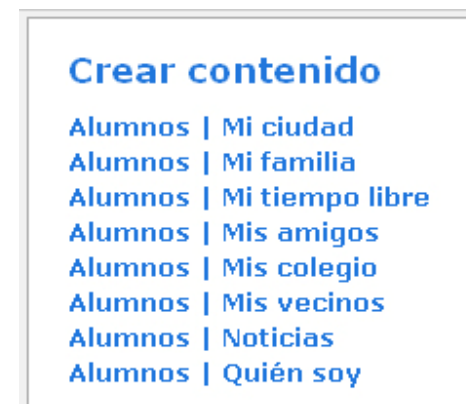 Crear contenido
Alumnos | Mi ciudad
Alumnos | Mi familia
Alumnos | Mi tiempo libre
Alumnos | Mis amigos
Alumnos | Mis colegio
Alumnos | Mis vecinos
Alumnos | Noticias
Alumnos | Quién soy